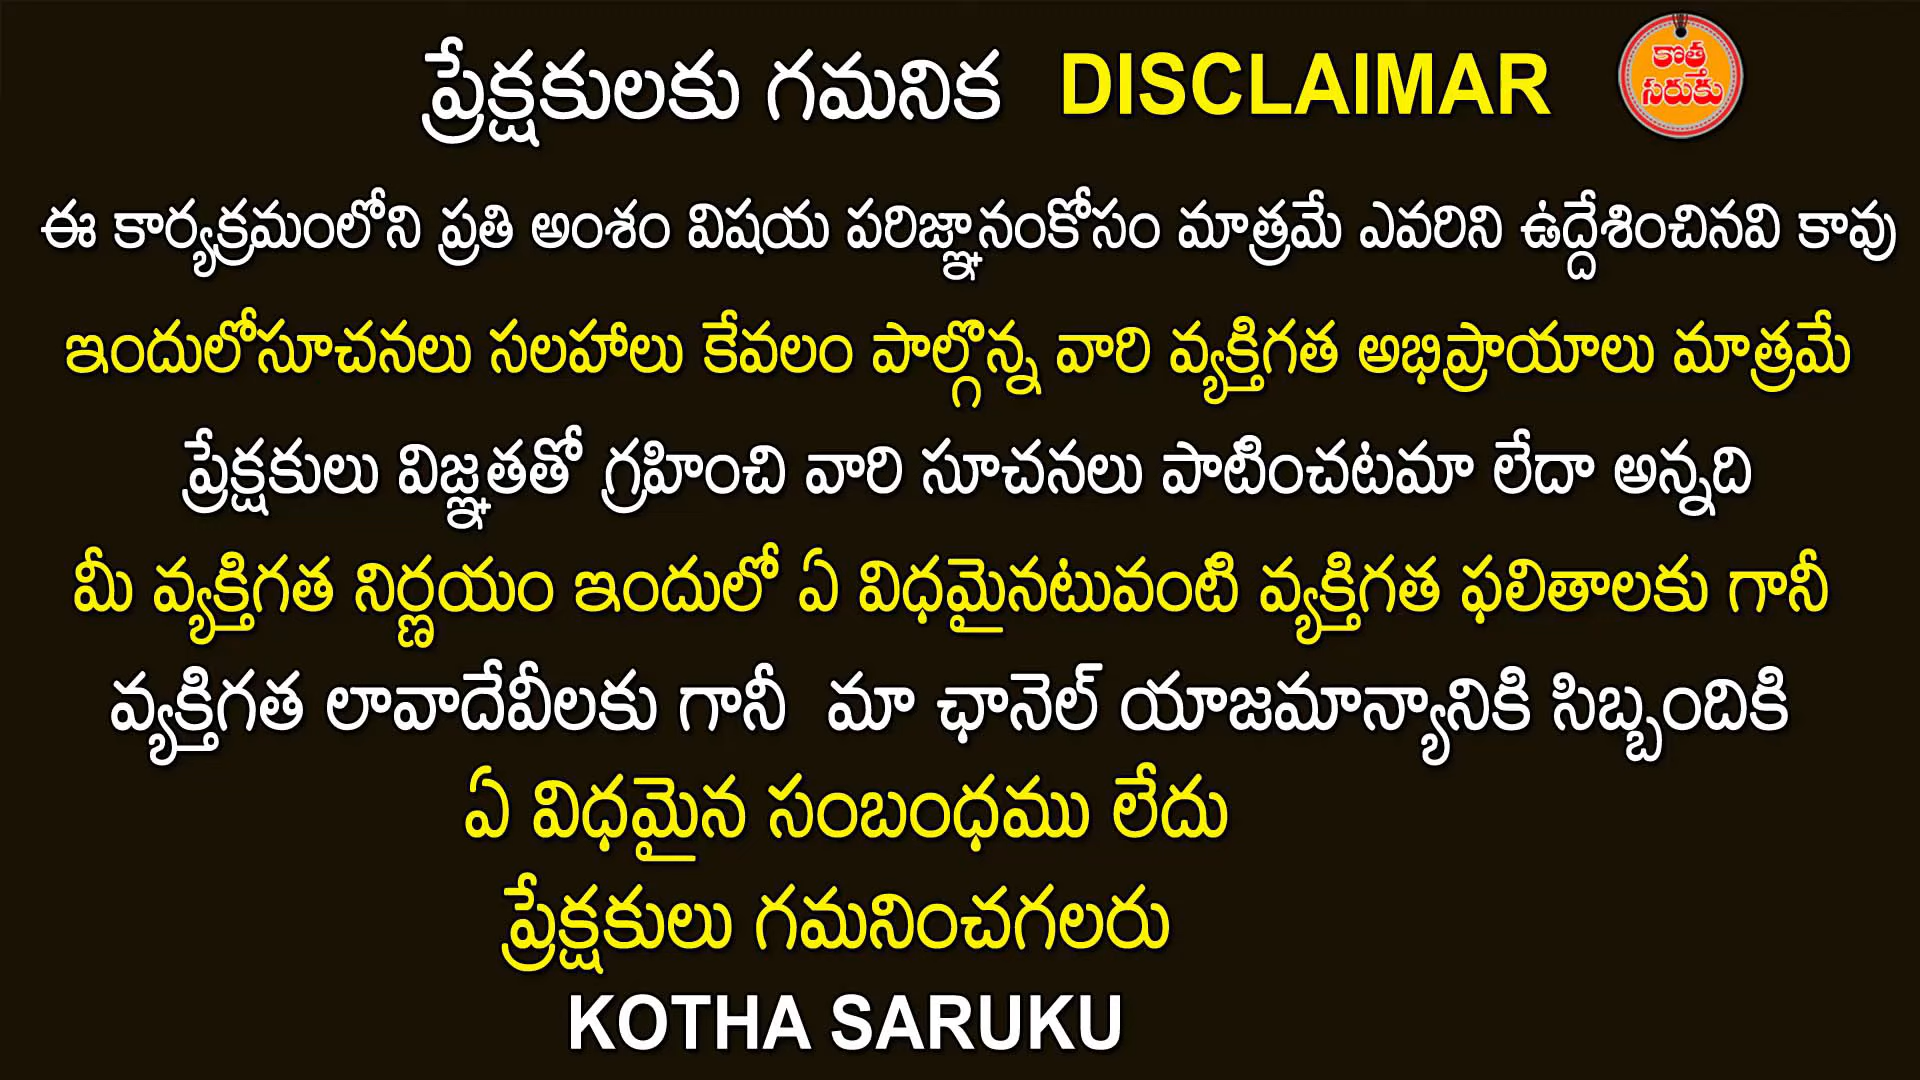 ప్రేక్షకులకు గమనిక DISCLAIMAR
కొత్త
సరుకు
ఈ కార్యక్రమంలోని ప్రతి అంశం విషయ పరిజ్ఞానంకోసం మాత్రమే ఎవరిని ఉద్దేశించినవి కావు
ఇందులోసూచనలు సలహాలు కేవలం పాల్గొన్న వారి వ్యక్తిగత అభిప్రాయాలు మాత్రమే
ప్రేక్షకులు విజ్ఞతతో గ్రహించి వారి సూచనలు పాటించటమా లేదా అన్నది
మీ వ్యక్తిగత నిర్ణయం ఇందులో ఏ విధమైనటువంటి వ్యక్తిగత ఫలితాలకు గానీ
వ్యక్తిగత లావాదేవీలకు గానీ మా ఛానెల్ యాజమాన్యానికి సిబ్బందికి
ఏ విధమైన సంబంధము లేదు
ప్రేక్షకులు గమనించగలరు
KOTHA SARUKU